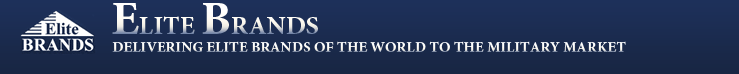 Elite
BRANDS
ELITE BRANDS
DELIVERING ELITE BRANDS OF THE WORLD TO THE MILITARY MARKET